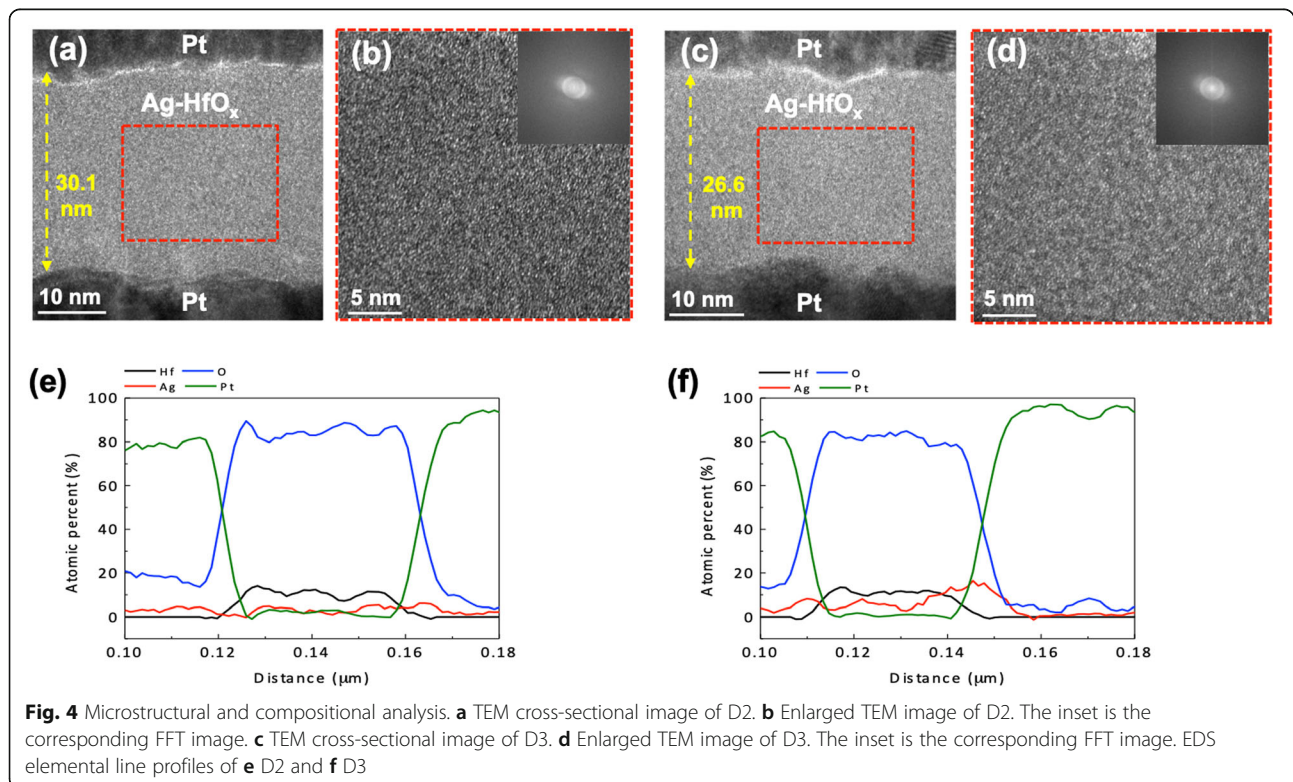 (a)
Pt
Ag-HfOx
30.1
nm
10 nm
Pt
(b)
5 nm
(c)
Pt
Ag-HfOx
26.6
nm
10 nm
Pt
(d)
5 nm
(e)
Hf O
Ag Pt
Atomic percent (%)
100
80
60
40
20
0
0.10 0.12 0.14 0.16 0.18
Distance (μm)
(f)
Hf O
Ag Pt
Atomic percent (%)
100
80
60
40
20
0
0.10 0.12 0.14 0.16 0.18
Distance (μm)
Fig. 4 Microstructural and compositional analysis. a TEM cross-sectional image of D2. b Enlarged TEM image of D2. The inset is the
corresponding FFT image. c TEM cross-sectional image of D3. d Enlarged TEM image of D3. The inset is the corresponding FFT image. EDS
elemental line profiles of e D2 and f D3